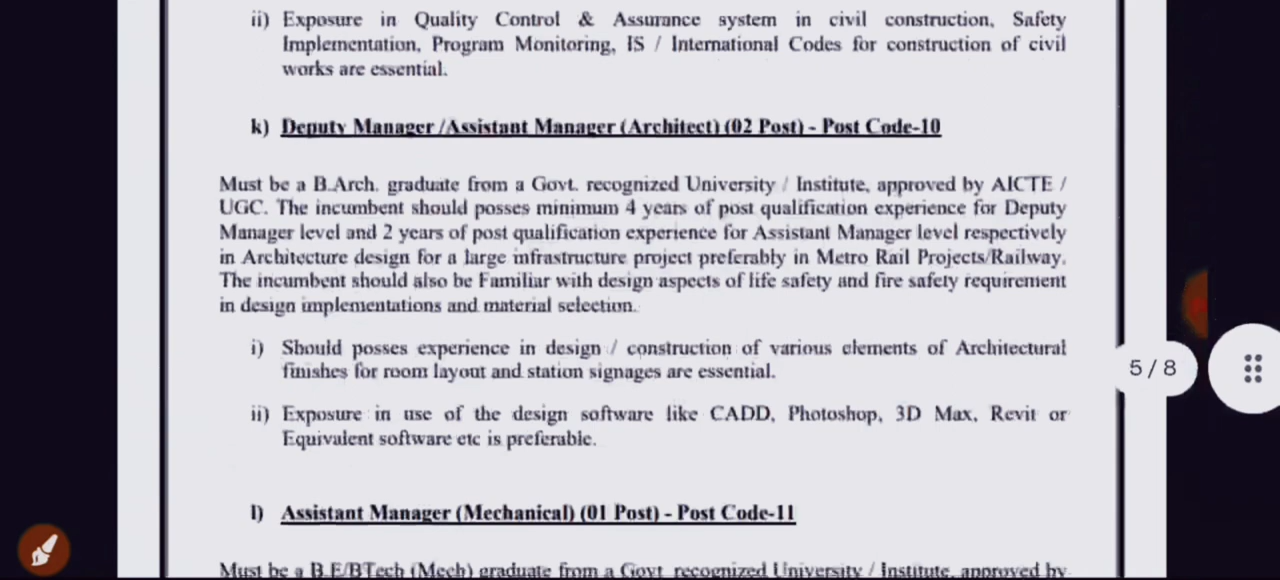 ii) Exposure in Quality Control & Assurance system in civil construction, Safety
Implementation, Program Monitoring, IS / International Codes for construction of civil
works are essential.
k) Deputy Manager /Assistant Manager (Architect) (02 Post) - Post Code-10
Must be a B.Arch. graduate from a Govt. recognized University / Institute, approved by AICTE /
UGC. The incumbent should posses minimum 4 years of post qualification experience for Deputy
Manager level and 2 years of post qualification experience for Assistant Manager level respectively
in Architecture design for a large infrastructure project preferably in Metro Rail Projects/Railway.
The incumbent should also be Familiar with design aspects of life safety and fire safety requirement
in design implementations and material selection.
i) Should posses experience in design / construction of various elements of Architectural
finishes for room layout and station signages are essential.
5 / 8
ii) Exposure in use of the design software like CADD, Photoshop, 3D Max, Revit or
Equivalent software etc is preferable.
l) Assistant Manager (Mechanical) (01 Post) - Post Code-11
Must be a B.E/BTech (Mech) graduate from a Govt. recognized University / Institute, approved by